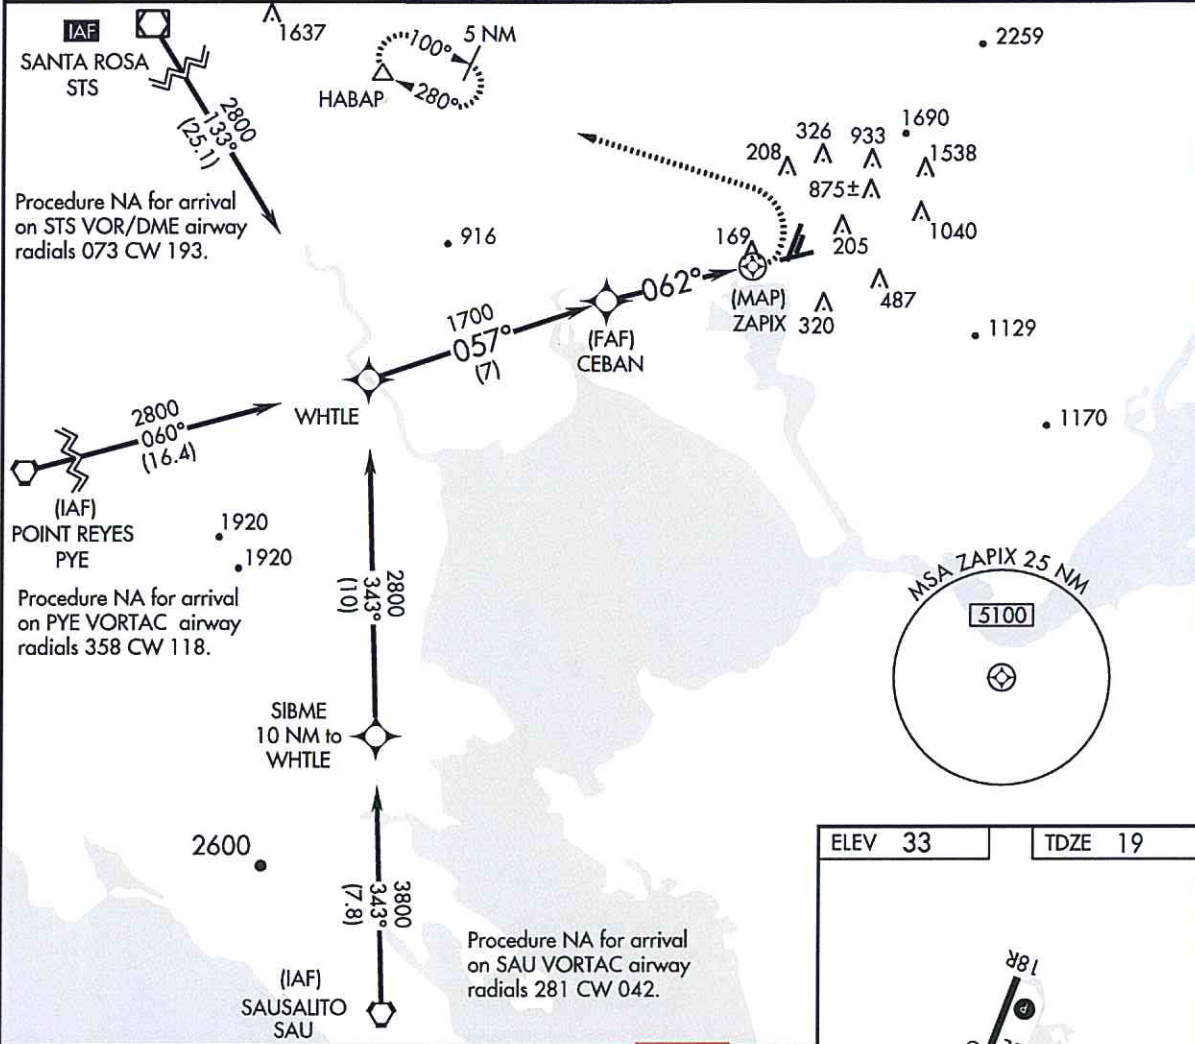 IAF
SANTA ROSA
STS
1637
5 NM
100°
280°
HABAP
2259
2800
133°
(25.1)
326
933
1690
208
1538
875±
Procedure NA for arrival
on STS VOR/DME airway
radials 073 CW 193.
916
169
205
1040
062°
(MAP)
ZAPIX
320
487
1700
057°
(7)
(FAF)
CEBAN
1129
WHTLE
2800
060°
(16.4)
1170
(IAF)
POINT REYES
PYE
1920
1920
Procedure NA for arrival
on PYE VORTAC airway
radials 358 CW 118.
2800
343°
(10)
MSA ZAPIX 25 NM
5100
SIBME
10 NM to
WHTLE
2600
3800
343°
(7.8)
ELEV 33
TDZE 19
Procedure NA for arrival
on SAU VORTAC airway
radials 281 CW 042.
(IAF)
SAUSALITO
SAU
18R
P